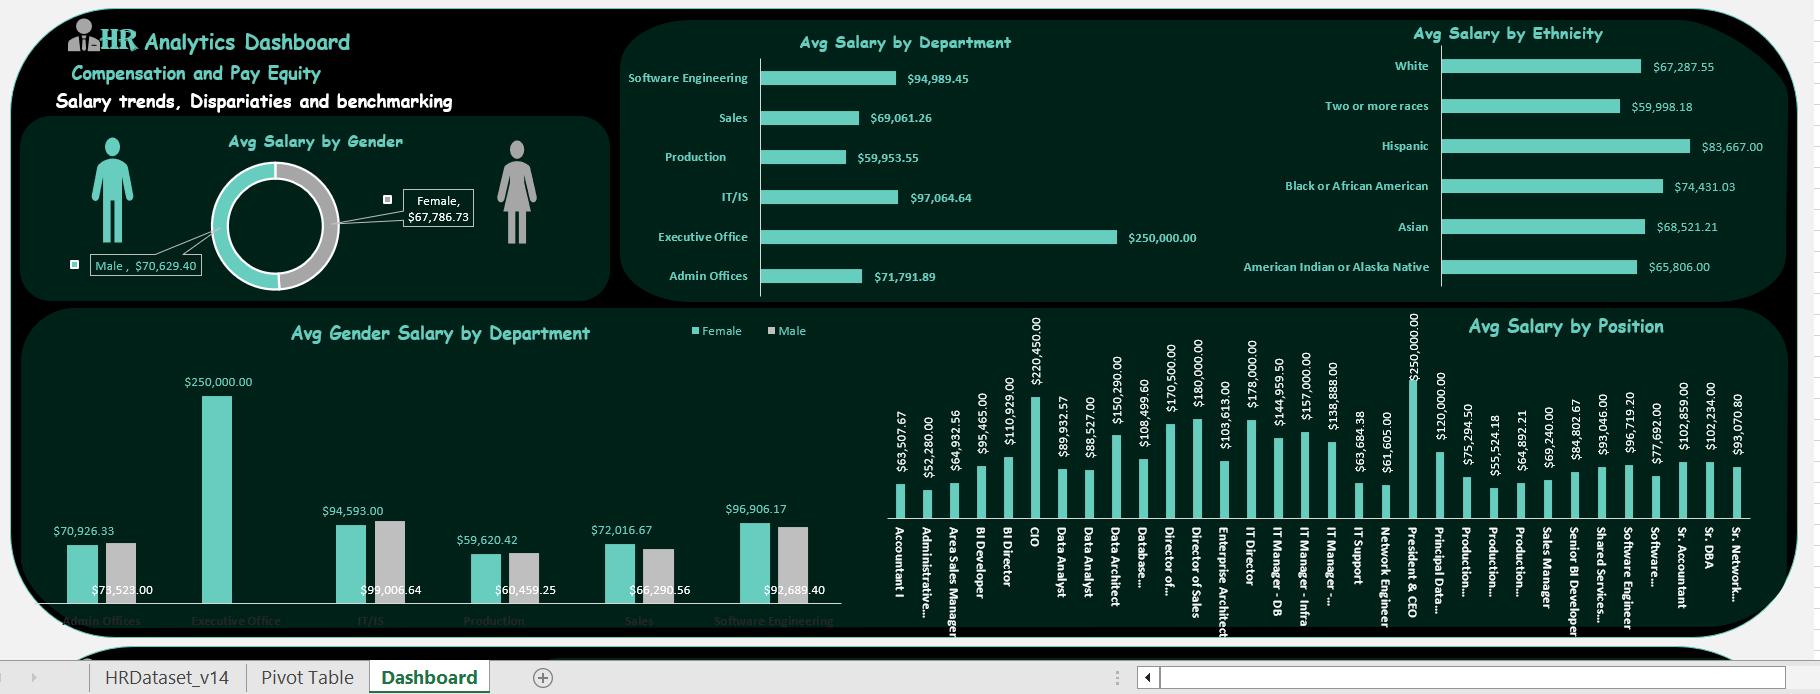 HR Analytics Dashboard
Compensation and Pay Equity
Salary trends, Dispariaties and benchmarking
Avg Salary by Gender
Female,
$67,786.73
Male , $70,629.40
Avg Salary by Department
Software Engineering $94,989.45
Sales $69,061.26
Production $59,953.55
IT/IS $97,064.64
Executive Office $250,000.00
Admin Offices $71,791.89
Avg Salary by Ethnicity
White $67,287.55
Two or more races $59,998.18
Hispanic $83,667.00
Black or African American $74,431.03
Asian $68,521.21
American Indian or Alaska Native $65,806.00
Avg Gender Salary by Department
Female Male
$70,926.33
$250,000.00
$94,593.00
$59,620.42
$72,016.67
$96,906.17
$73,523.00
$99,006.64
$60,459.25
$66,290.56
$92,689.40
Admin Offices
Executive Office
IT/IS
Production
Sales
Software Engineering
Avg Salary by Position
$63,507.67
$52,280.00
$64,932.56
$95,465.00
$110,929.00
$220,450.00
$89,932.57
$88,527.00
$150,290.00
$108,499.60
$170,500.00
$180,000.00
$103,613.00
$178,000.00
$144,959.50
$157,000.00
$138,888.00
$63,684.38
$61,605.00
$250,000.00
$120,000.00
$75,294.50
$55,524.18
$64,892.21
$69,240.00
$84,802.67
$93,046.00
$96,719.20
$77,692.00
$102,859.00
$102,234.00
$93,070.80
Accountant I
Administrative...
Area Sales Manager
BI Developer
BI Director
CIO
Data Analyst
Data Analyst
Data Architect
Database...
Director of...
Director of Sales
Enterprise Architect
IT Director
IT Manager - DB
IT Manager - Infra
IT Manager -...
IT Support
Network Engineer
President & CEO
Principal Data...
Production...
Production...
Production...
Sales Manager
Senior BI Developer
Shared Services...
Software Engineer
Software...
Sr. Accountant
Sr. DBA
Sr. Network...
HRDataset_v14
Pivot Table
Dashboard